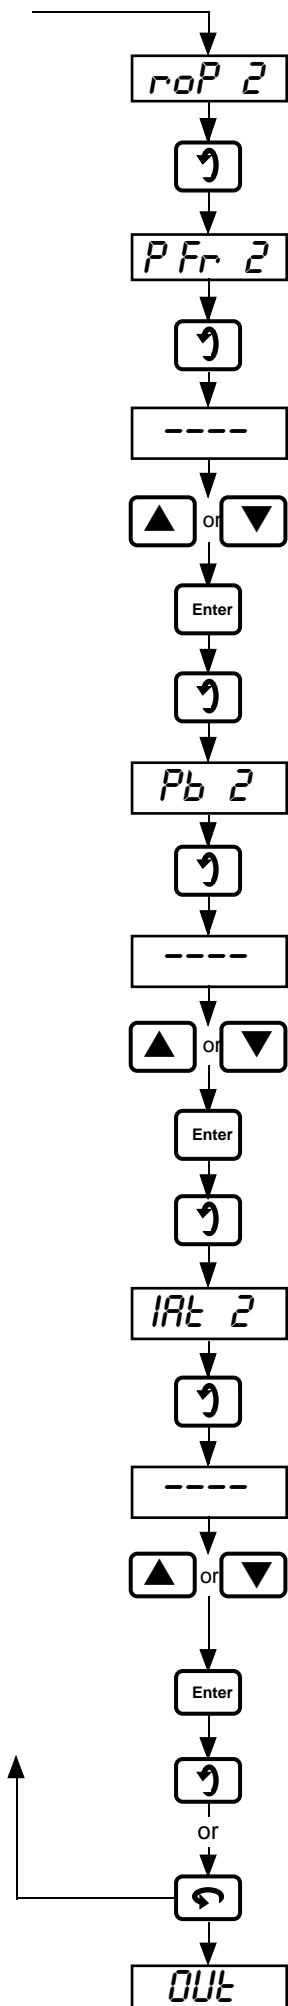 roP 2
PFr 2
----
or
Enter
Pb 2
----
or
Enter
IAt 2
----
or
Enter
or
OUt